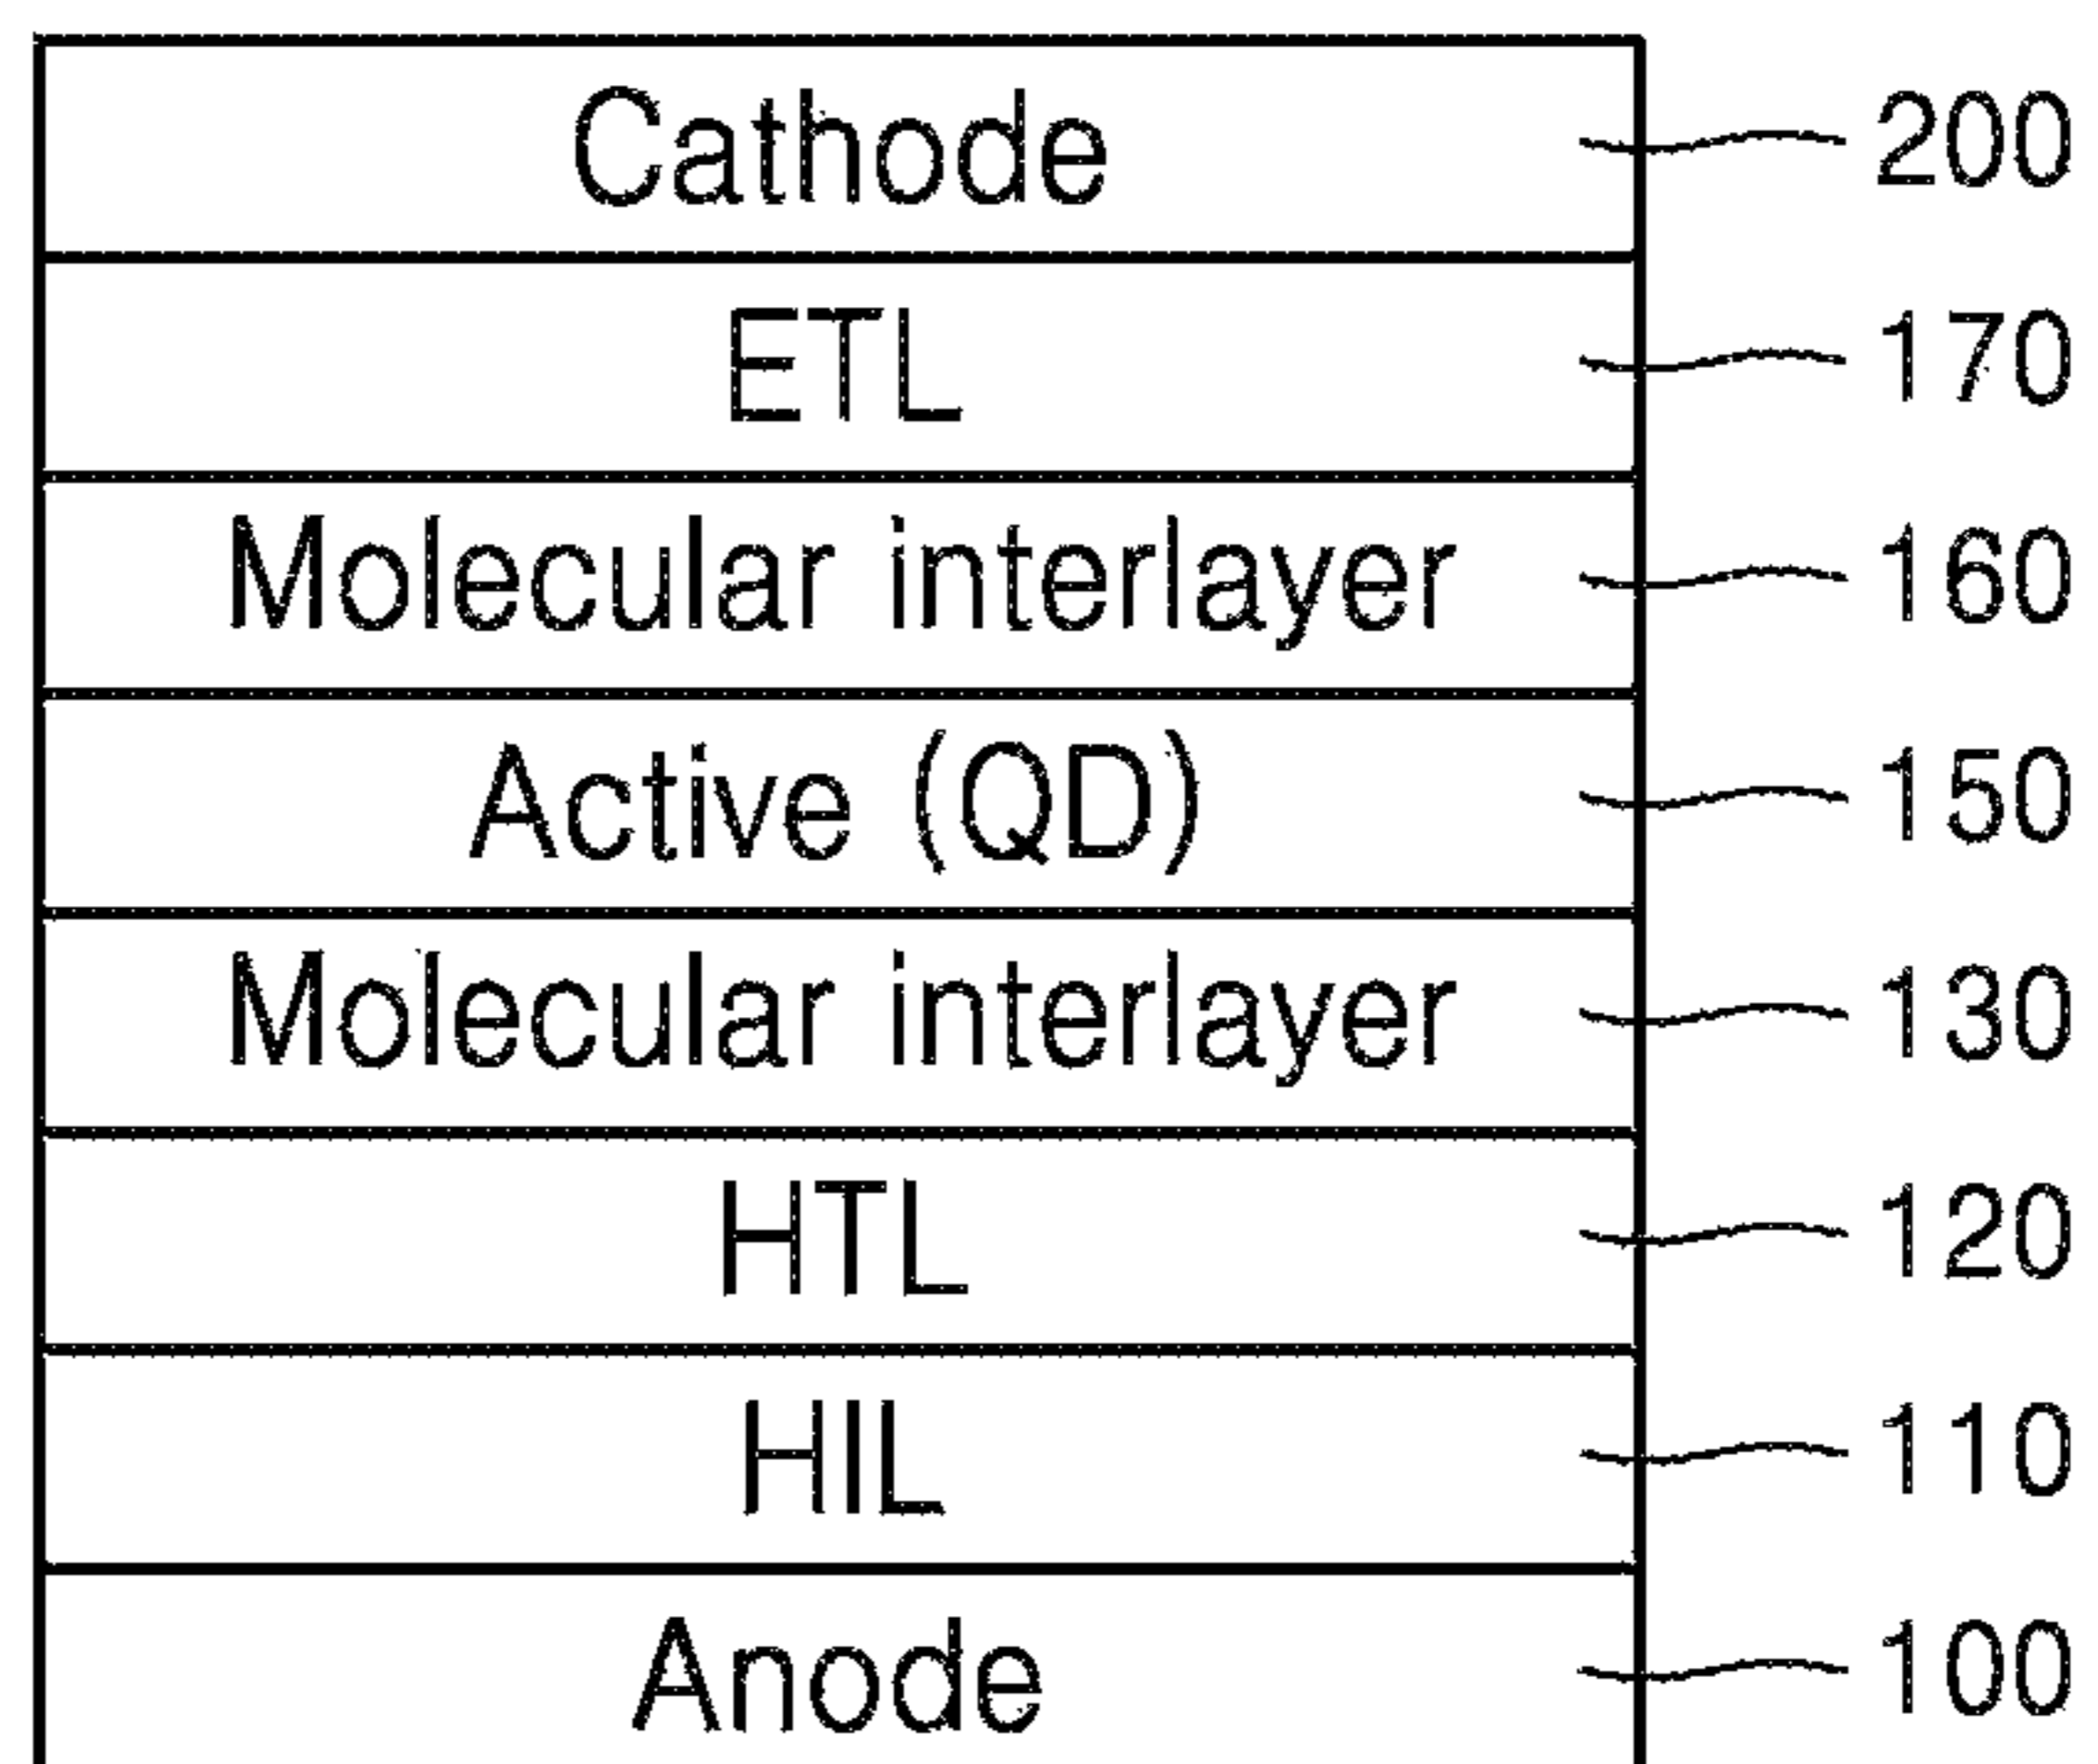 Cathode 200
ETL 170
Molecular interlayer 160
Active (QD) 150
Molecular interlayer 130
HTL 120
HIL 110
Anode 100